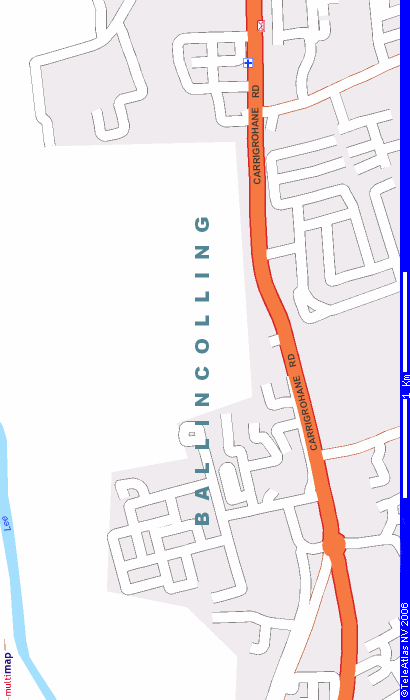 CARRIGROHANE RD
BALLINCOLLING
CARRIGROHANE RD
Lee
1 Km
TeleAtlas NV 2006
-multimap